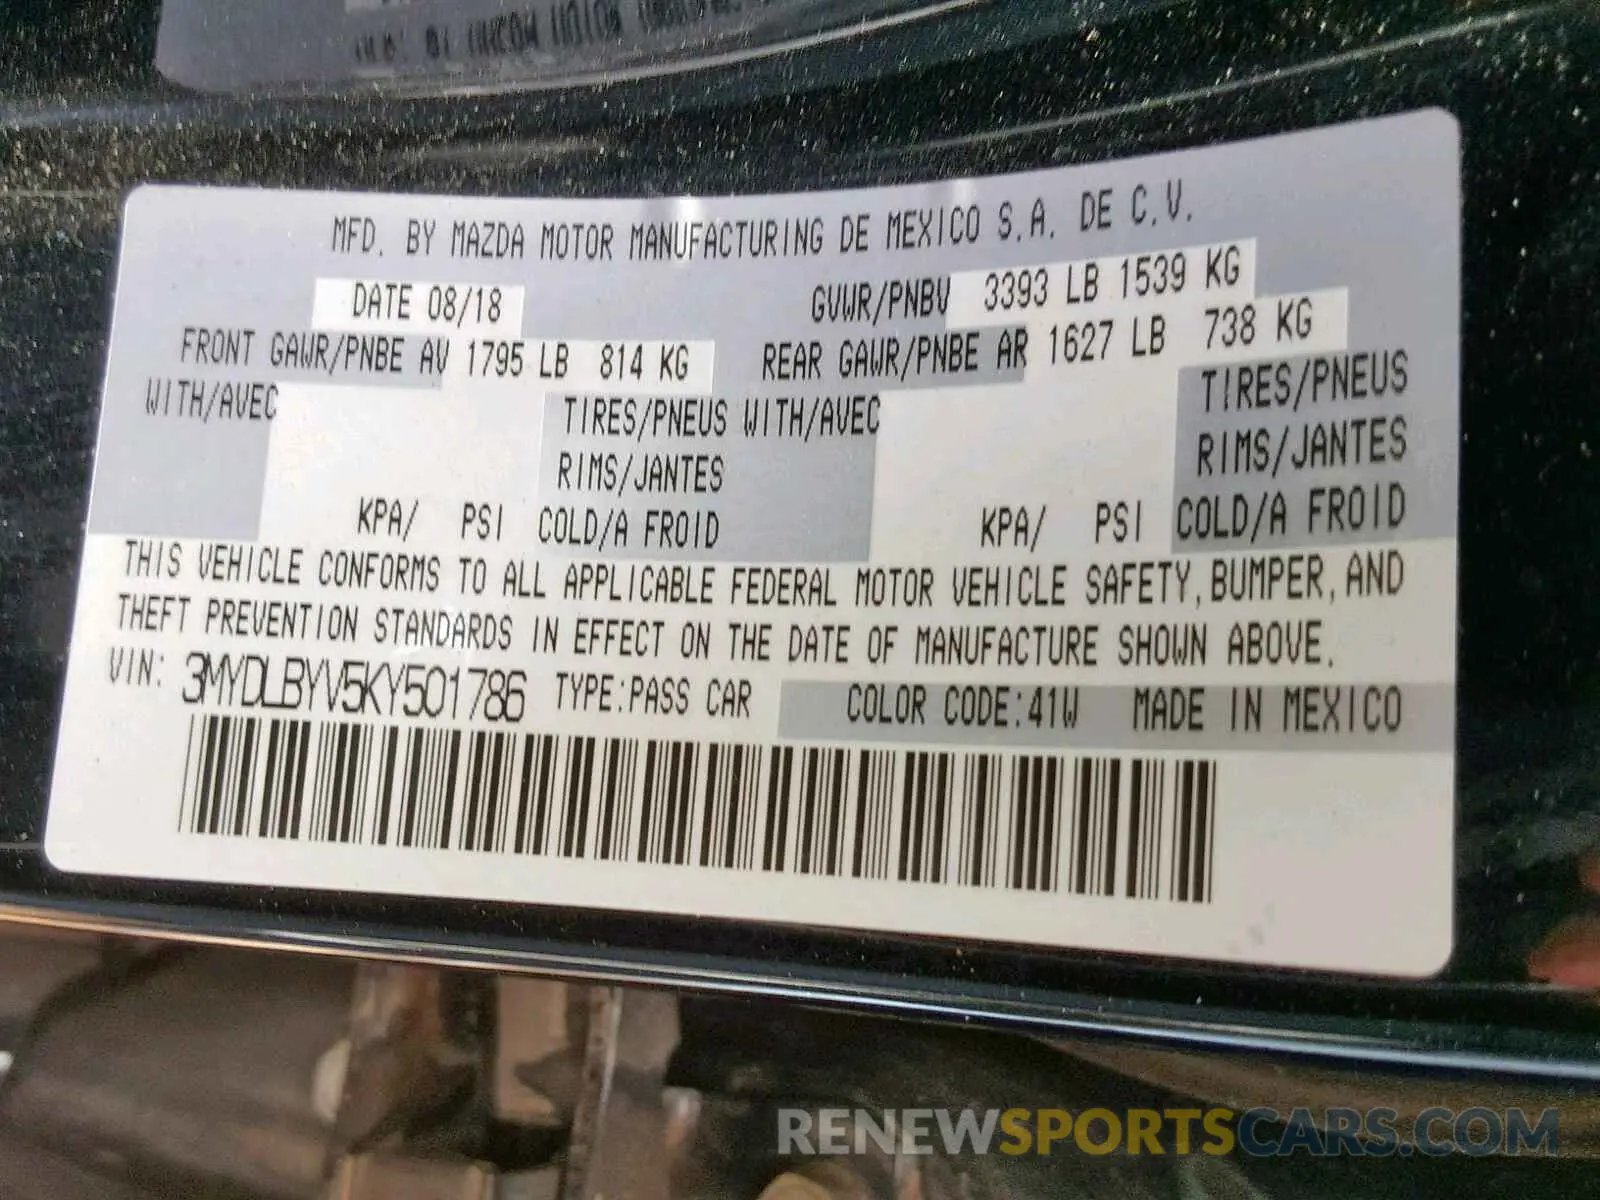 MFD. BY MAZDA MOTOR MANUFACTURING DE MEXICO S.A. DE C.V.
DATE 08/18 GVWR/PNBV 3393 LB 1539 KG
FRONT GAWR/PNBE AV 1795 LB 814 KG REAR GAWR/PNBE AR 1627 LB 738 KG
WITH/AVEC TIRES/PNEUS WITH/AVEC TIRES/PNEUS
RIMS/JANTES RIMS/JANTES
KPA/ PSI COLD/A FROID KPA/ PSI COLD/A FROID
THIS VEHICLE CONFORMS TO ALL APPLICABLE FEDERAL MOTOR VEHICLE SAFETY, BUMPER, AND
THEFT PREVENTION STANDARDS IN EFFECT ON THE DATE OF MANUFACTURE SHOWN ABOVE.
VIN: 3MYDLBYV5KY501786 TYPE:PASS CAR COLOR CODE:41W MADE IN MEXICO
RENEWSPORTSCARS.COM